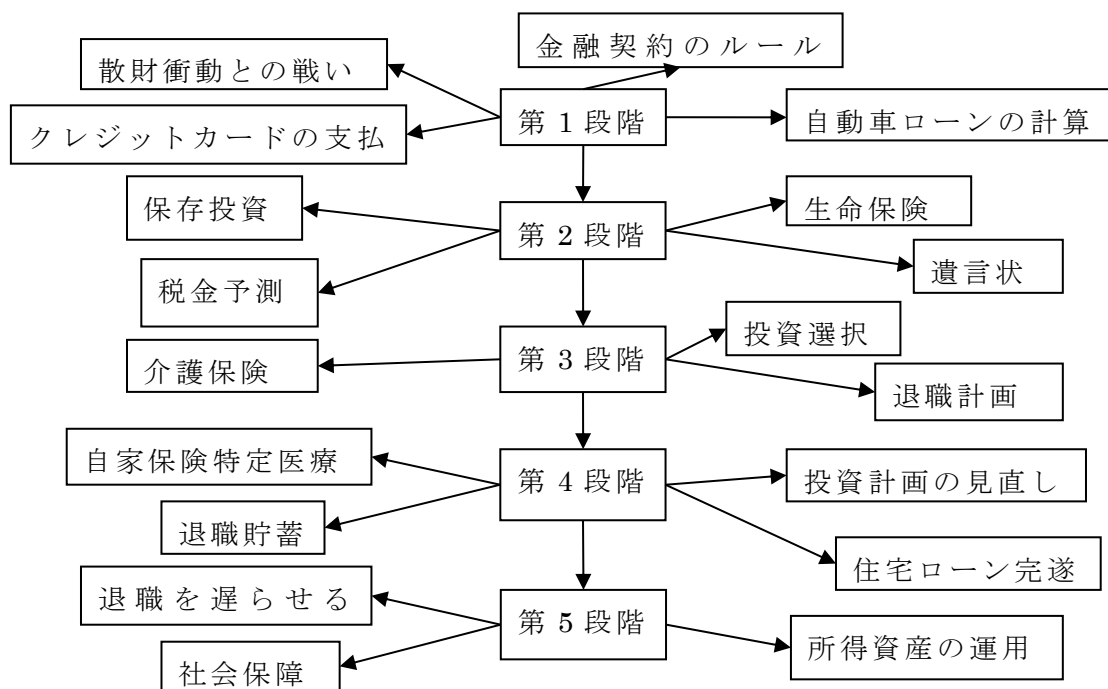 金融契約のルール
散財衝動との戦い
第1段階
クレジットカードの支払
自動車ローンの計算
保存投資
生命保険
第2段階
税金予測
遺言状
投資選択
第3段階
介護保険
退職計画
自家保険特定医療
第4段階
投資計画の見直し
退職貯蓄
住宅ローン完遂
退職を遅らせる
第5段階
所得資産の運用
社会保障